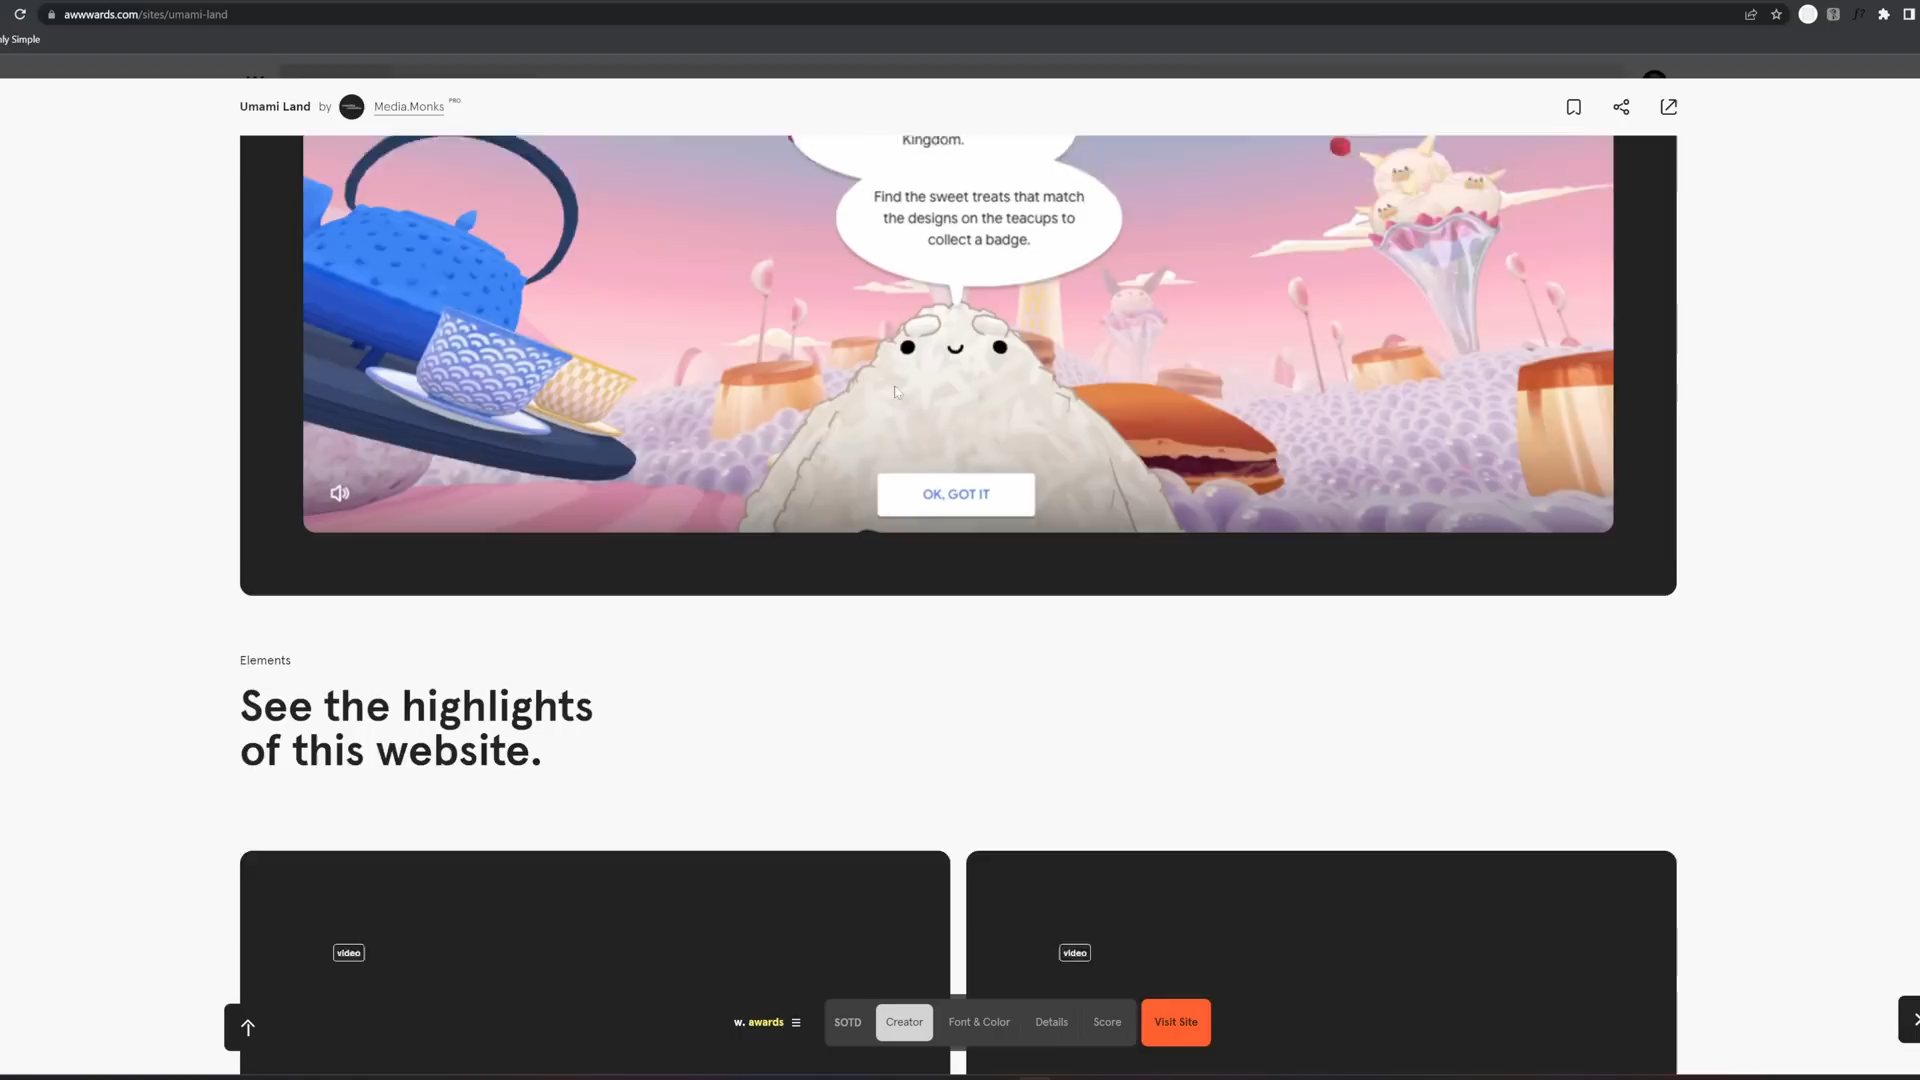 awwwards.com/sites/umami-land
ly Simple
Umami Land by Media.Monks PRO
Kingdom.
Find the sweet treats that match
the designs on the teacups to
collect a badge.
OK, GOT IT
Elements
See the highlights
of this website.
video
video
w. awards SOTD Creator Font & Color Details Score Visit Site